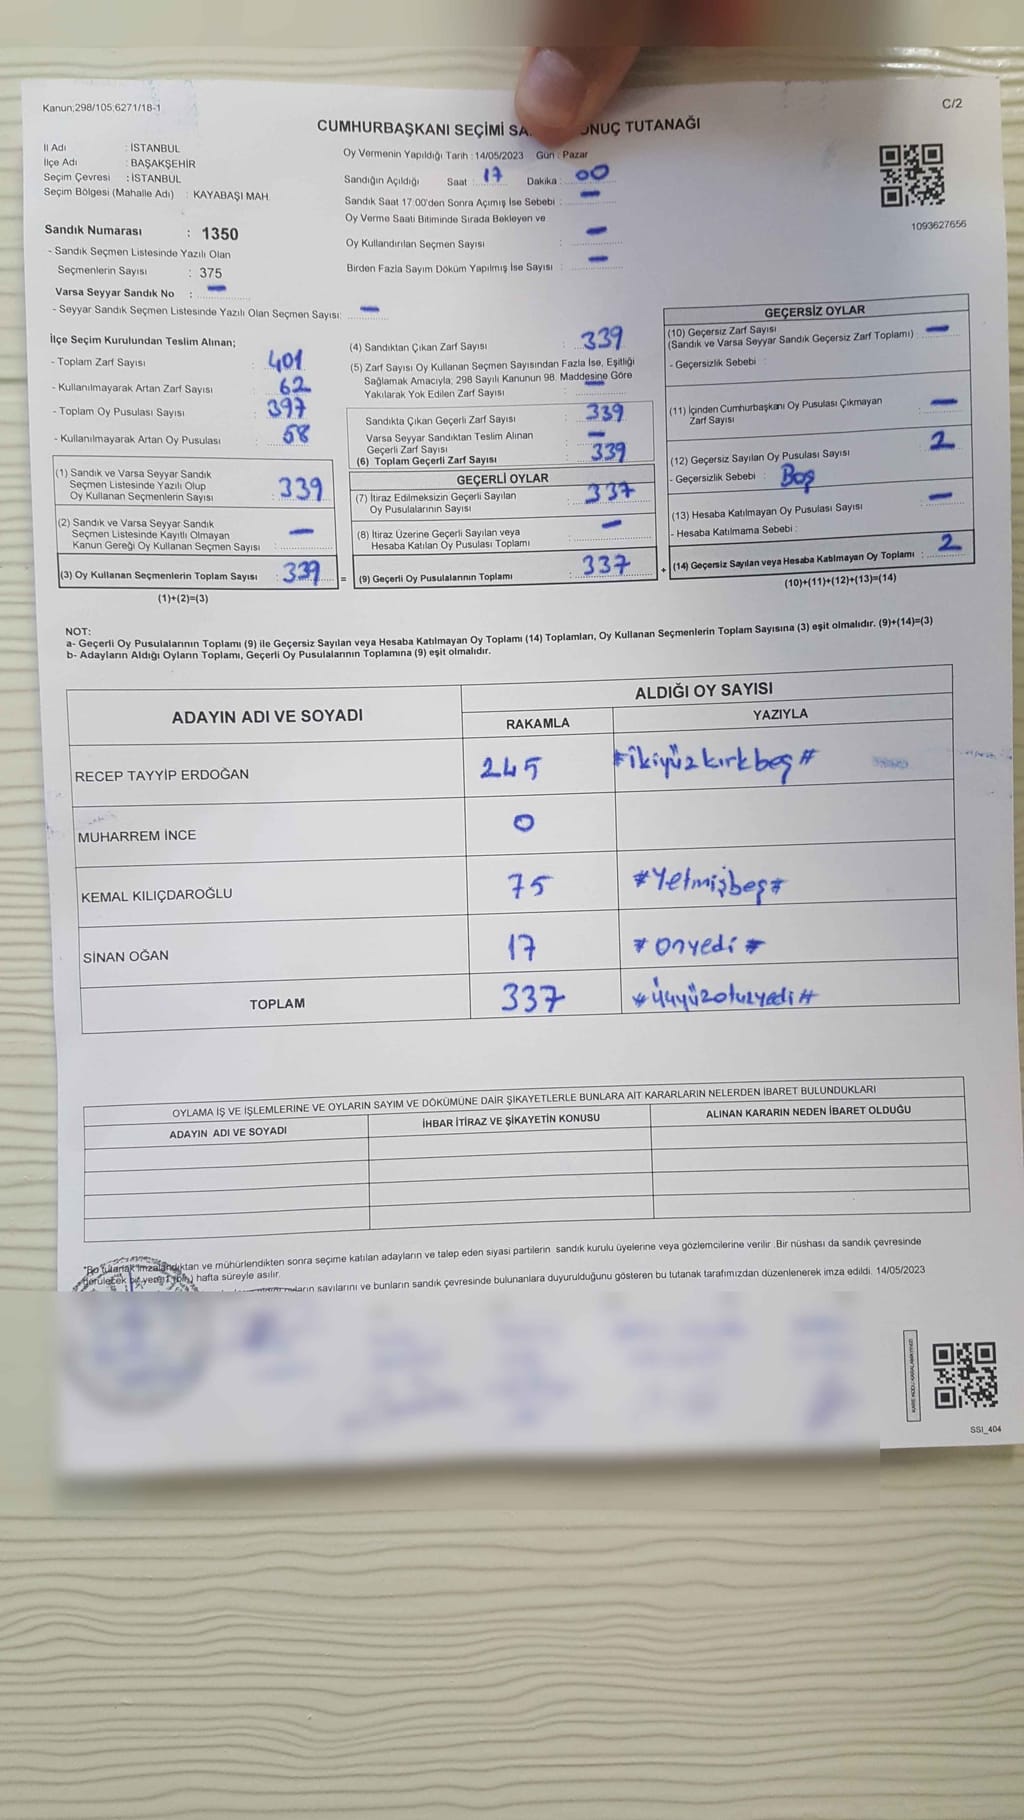 Kanun;298/105,6271/18-1
C/2
CUMHURBAŞKANI SEÇİMİ SA ONUÇ TUTANAĞI
İl Adı : İSTANBUL
İlçe Adı : BAŞAKŞEHİR
Seçim Çevresi : İSTANBUL
Seçim Bölgesi (Mahalle Adı) : KAYABAŞI MAH.
Oy Vermenin Yapıldığı Tarih : 14/05/2023 Gün : Pazar
Sandığın Açıldığı Saat : 17 Dakika : 00
Sandık Saat 17:00'den Sonra Açımış İse Sebebi : -
Oy Verme Saati Bitiminde Sırada Bekleyen ve
Oy Kullandırılan Seçmen Sayısı : -
Birden Fazla Sayım Döküm Yapılmış İse Sayısı : -
1093627656
Sandık Numarası : 1350
- Sandık Seçmen Listesinde Yazılı Olan
Seçmenlerin Sayısı : 375
Varsa Seyyar Sandık No : -
- Seyyar Sandık Seçmen Listesinde Yazılı Olan Seçmen Sayısı: -
İlçe Seçim Kurulundan Teslim Alınan;
- Toplam Zarf Sayısı : 401
- Kullanılmayarak Artan Zarf Sayısı : 62
- Toplam Oy Pusulası Sayısı : 397
- Kullanılmayarak Artan Oy Pusulası : 58
(1) Sandık ve Varsa Seyyar Sandık
Seçmen Listesinde Yazılı Olup
Oy Kullanan Seçmenlerin Sayısı : 339
(2) Sandık ve Varsa Seyyar Sandık
Seçmen Listesinde Kayıtlı Olmayan
Kanun Gereği Oy Kullanan Seçmen Sayısı : -
(3) Oy Kullanan Seçmenlerin Toplam Sayısı : 339 =
(1)+(2)=(3)
(4) Sandıktan Çıkan Zarf Sayısı : 339
(5) Zarf Sayısı Oy Kullanan Seçmen Sayısından Fazla İse, Eşitliği
Sağlamak Amacıyla, 298 Sayılı Kanunun 98. Maddesine Göre
Yakılarak Yok Edilen Zarf Sayısı : -
Sandıkta Çıkan Geçerli Zarf Sayısı : 339
Varsa Seyyar Sandıktan Teslim Alınan
Geçerli Zarf Sayısı : -
(6) Toplam Geçerli Zarf Sayısı : 339
GEÇERLİ OYLAR
(7) İtiraz Edilmeksizin Geçerli Sayılan
Oy Pusulalarının Sayısı : 337
(8) İtiraz Üzerine Geçerli Sayılan veya
Hesaba Katılan Oy Pusulası Toplamı : -
(9) Geçerli Oy Pusulalarının Toplamı : 337 +
GEÇERSİZ OYLAR
(10) Geçersiz Zarf Sayısı
(Sandık ve Varsa Seyyar Sandık Geçersiz Zarf Toplamı) : -
- Geçersizlik Sebebi :
(11) İçinden Cumhurbaşkanı Oy Pusulası Çıkmayan
Zarf Sayısı : -
(12) Geçersiz Sayılan Oy Pusulası Sayısı : 2
- Geçersizlik Sebebi : Boş
(13) Hesaba Katılmayan Oy Pusulası Sayısı : -
- Hesaba Katılmama Sebebi :
(14) Geçersiz Sayılan veya Hesaba Katılmayan Oy Toplamı : 2
(10)+(11)+(12)+(13)=(14)
NOT:
a- Geçerli Oy Pusulalarının Toplamı (9) ile Geçersiz Sayılan veya Hesaba Katılmayan Oy Toplamı (14) Toplamları, Oy Kullanan Seçmenlerin Toplam Sayısına (3) eşit olmalıdır. (9)+(14)=(3)
b- Adayların Aldığı Oyların Toplamı, Geçerli Oy Pusulalarının Toplamına (9) eşit olmalıdır.
ADAYIN ADI VE SOYADI
ALDIĞI OY SAYISI
RAKAMLA YAZIYLA
RECEP TAYYİP ERDOĞAN 245 #ikiyüzkırkbeş#
MUHARREM İNCE 0
KEMAL KILIÇDAROĞLU 75 #Yetmişbeş#
SİNAN OĞAN 17 #onyedi#
TOPLAM 337 #üçyüzotuzyedi#
OYLAMA İŞ VE İŞLEMLERİNE VE OYLARIN SAYIM VE DÖKÜMÜNE DAİR ŞİKAYETLERLE BUNLARA AİT KARARLARIN NELERDEN İBARET BULUNDUKLARI
ADAYIN ADI VE SOYADI İHBAR İTİRAZ VE ŞİKAYETİN KONUSU ALINAN KARARIN NEDEN İBARET OLDUĞU
*Bu tutanak imzalandıktan ve mühürlendikten sonra seçime katılan adayların ve talep eden siyasi partilerin sandık kurulu üyelerine veya gözlemcilerine verilir .Bir nüshası da sandık çevresinde
görülecek bir yere 1 (bir) hafta süreyle asılır.
sayılarını ve bunların sandık çevresinde bulunanlara duyurulduğunu gösteren bu tutanak tarafımızdan düzenlenerek imza edildi. 14/05/2023
SSI_404